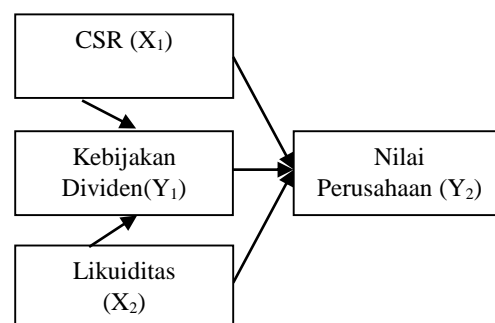 CSR (X₁)
Kebijakan
Dividen(Y₁)
Nilai
Perusahaan (Y₂)
Likuiditas
(X₂)